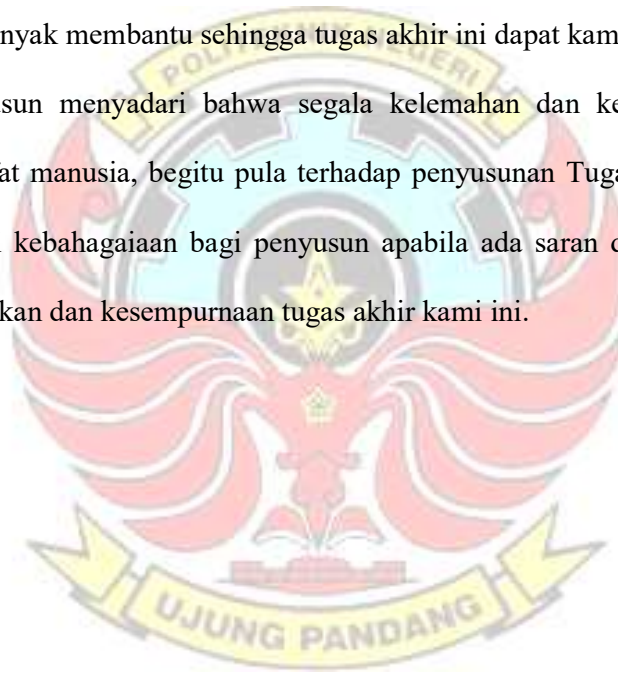 nyak membantu sehingga tugas akhir ini dapat kam
POLITEKNIK NEGERI
sun menyadari bahwa segala kelemahan dan ke
at manusia, begitu pula terhadap penyusunan Tuga
kebahagaiaan bagi penyusun apabila ada saran d
kan dan kesempurnaan tugas akhir kami ini.
UJUNG PANDANG